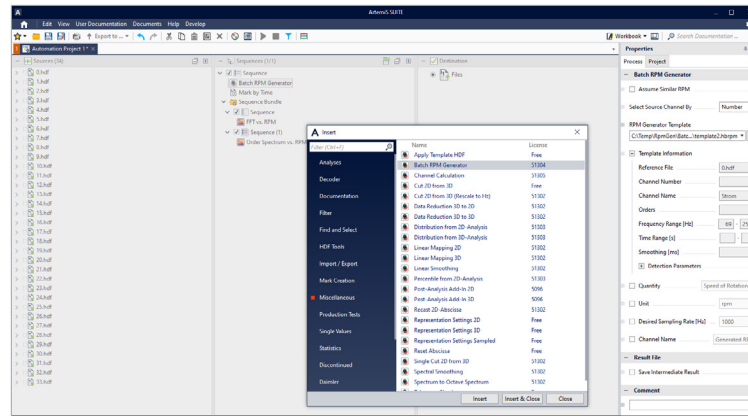 ArtemiS SUITE
Edit View User Documentation Documents Help Develop
Export to ...
Workbook
Search Documentation ...
Automation Project 1*
Sources (34)
Sequences (1/1)
Destination
0.hdf
1.hdf
2.hdf
3.hdf
4.hdf
5.hdf
6.hdf
7.hdf
8.hdf
9.hdf
10.hdf
11.hdf
12.hdf
13.hdf
14.hdf
15.hdf
16.hdf
17.hdf
18.hdf
19.hdf
20.hdf
21.hdf
22.hdf
23.hdf
24.hdf
25.hdf
26.hdf
27.hdf
28.hdf
29.hdf
30.hdf
31.hdf
32.hdf
33.hdf
Sequence
Batch RPM Generator
Mark by Time
Sequence Bundle
Sequence
FFT vs. RPM
Sequence (1)
Order Spectrum vs. RPM
Files
Insert
Filter (Ctrl+F)
Analyses
Decoder
Documentation
Filter
Find and Select
HDF Tools
Import / Export
Mark Creation
Miscellaneous
Production Tests
Single Values
Statistics
Discontinued
Daimler
Name License
Apply Template HDF Free
Batch RPM Generator 51304
Channel Calculation 51305
Cut 2D from 3D Free
Cut 2D from 3D (Rescale to Hz) 51302
Data Reduction 3D to 2D 51302
Data Reduction 3D to 3D 51302
Distribution from 2D-Analysis 51303
Distribution from 3D-Analysis 51303
Linear Mapping 2D 51302
Linear Mapping 3D 51302
Linear Smoothing 51302
Percentile from 2D-Analysis 51303
Post-Analysis Add-In 2D 5096
Post-Analysis Add-In 3D 5096
Recast 2D-Abscissa 51302
Representation Settings 2D Free
Representation Settings 3D Free
Representation Settings Sampled Free
Reset Abscissa Free
Single Cut 2D from 3D 51302
Spectral Smoothing 51302
Spectrum to Octave Spectrum 51302
Insert Insert & Close Close
Properties
Process Project
Batch RPM Generator
Assume Similar RPM
Select Source Channel By Number
RPM Generator Template
Template Information
Reference File 0.hdf
Channel Number
Channel Name Strom
Orders
Frequency Range [Hz] 69 - 25
Time Range [s] -
Smoothing [ms]
Detection Parameters
Quantity Speed of Rotation
Unit rpm
Desired Sampling Rate [Hz] 1000
Channel Name Generated R
Result File
Save Intermediate Result
Comment